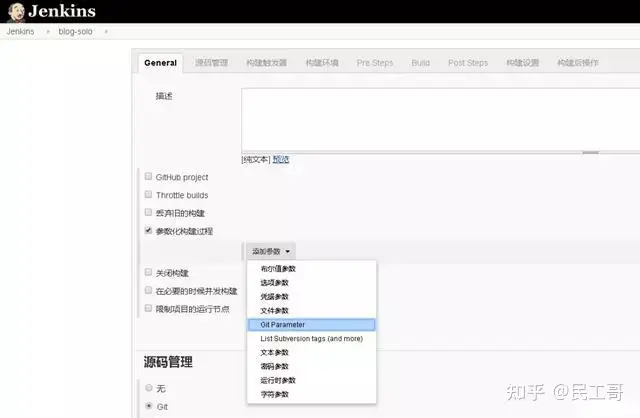 Jenkins
Jenkins
blog-solo
General 源码管理 构建触发器 构建环境 Pre Steps Build Post Steps 构建设置 构建后操作
描述
[纯文本] 预览
GitHub project
Throttle builds
丢弃旧的构建
参数化构建过程
添加参数
布尔值参数
选项参数
凭据参数
文件参数
Git Parameter
List Subversion tags (and more)
文本参数
密码参数
运行时参数
字符参数
关闭构建
在必要的时候并发构建
限制项目的运行节点
源码管理
无
Git
知乎 @民工哥